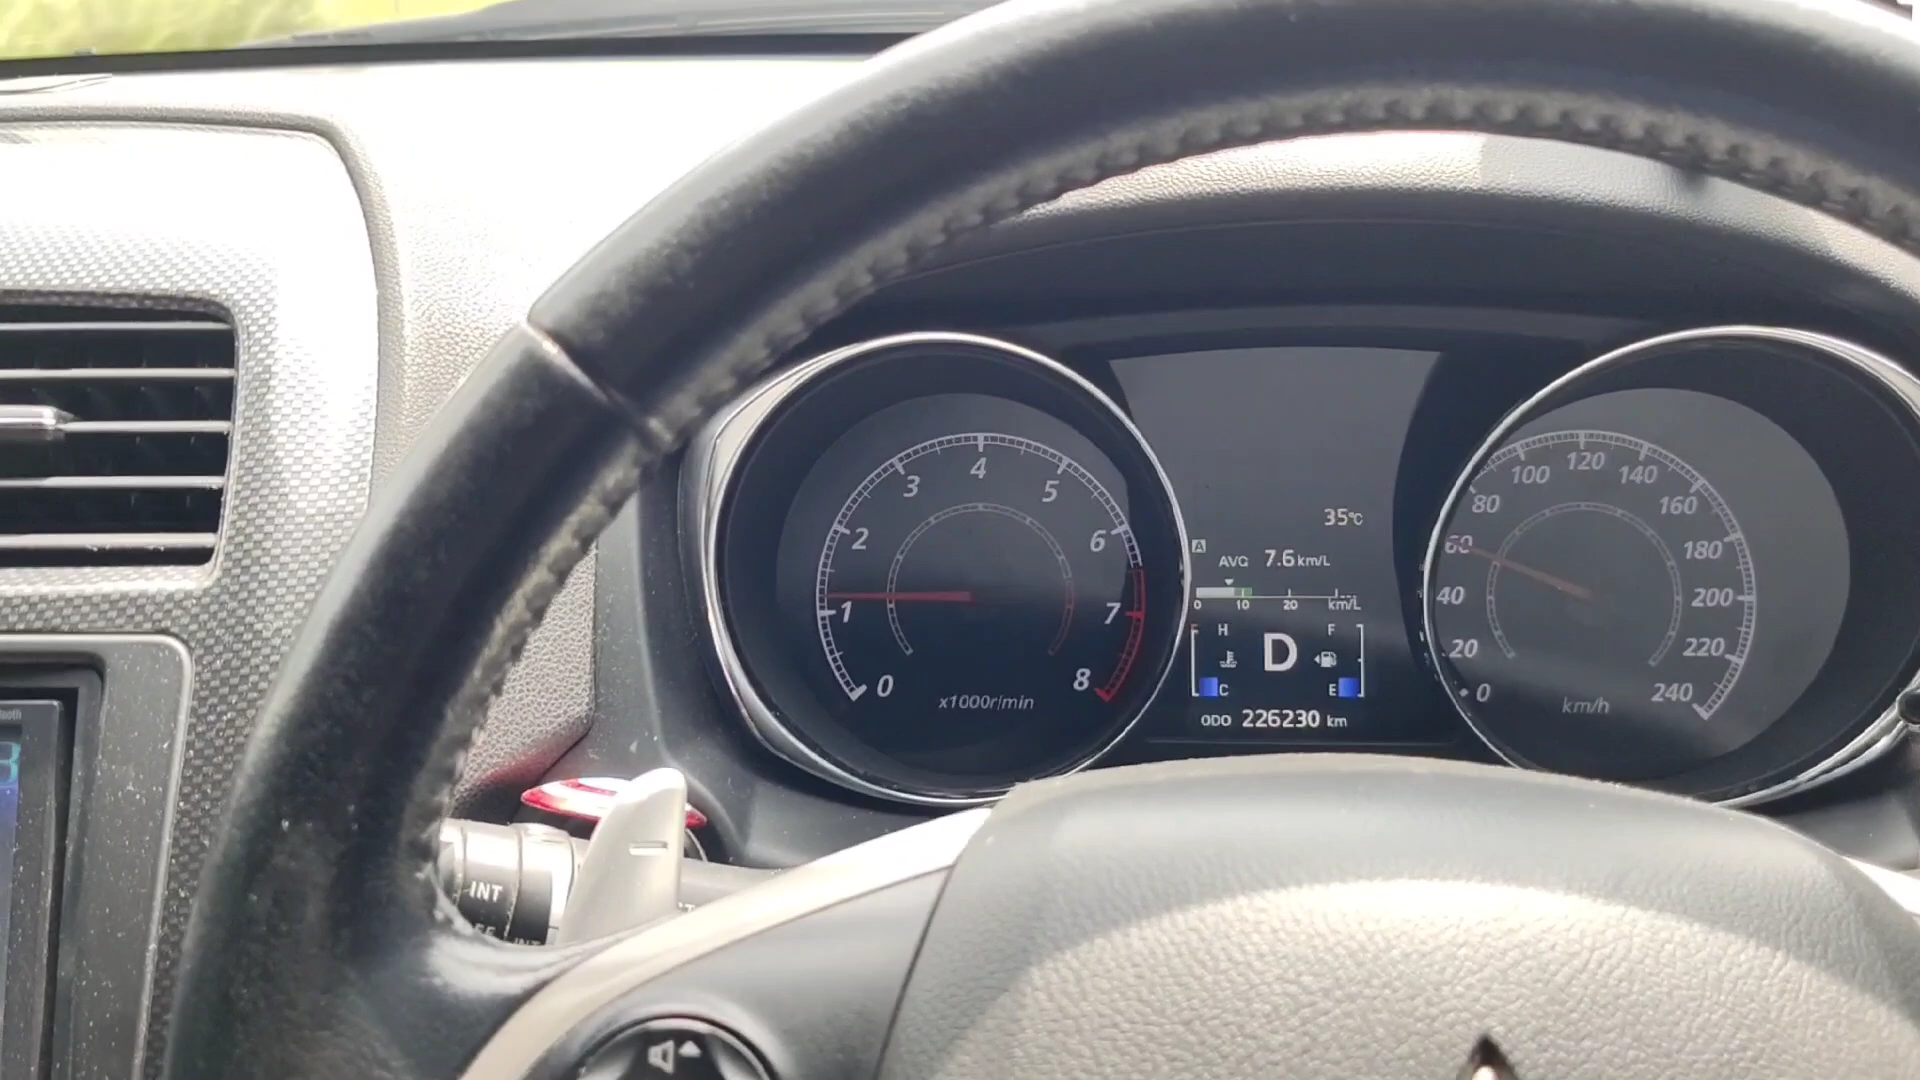 0 1 2 3 4 5 6 7 8
x1000r/min
35°C
A AVG 7.6 km/L
0 10 20 km/L
H F
D
C E
ODO 226230 km
0 20 40 60 80 100 120 140 160 180 200 220 240
km/h
INT